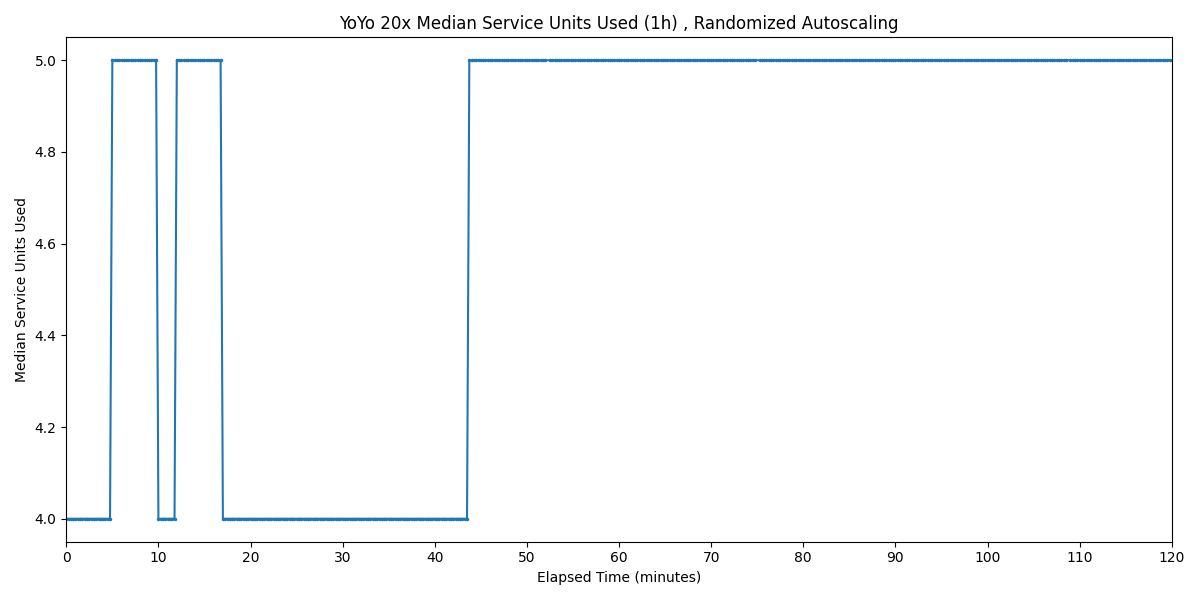 YoYo 20x Median Service Units Used (1h) , Randomized Autoscaling
Median Service Units Used
5.0
4.8
4.6
4.4
4.2
4.0
0 10 20 30 40 50 60 70 80 90 100 110 120
Elapsed Time (minutes)